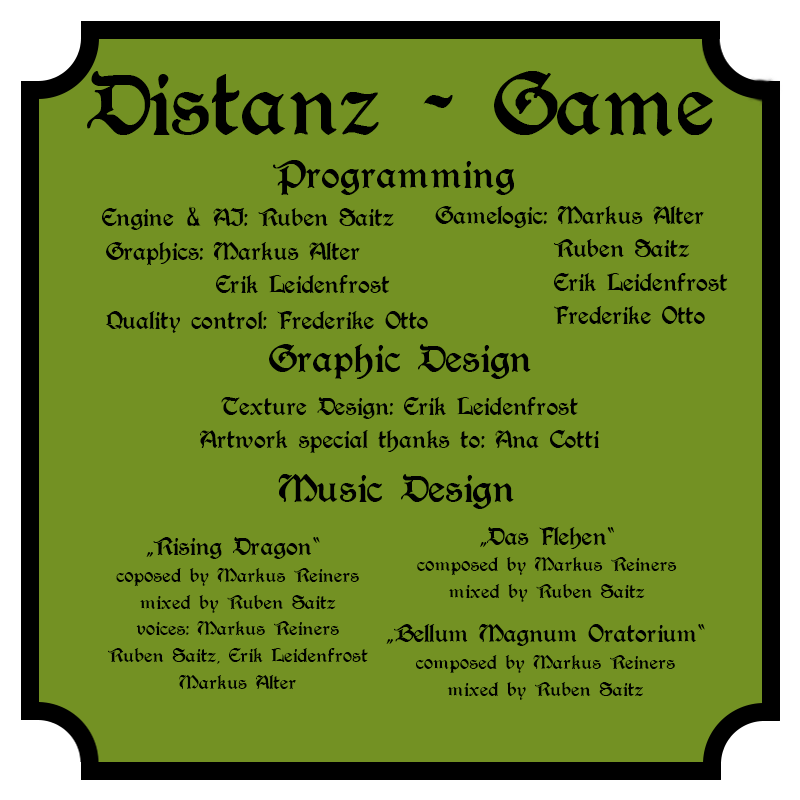 Distanz - Game
Programming
Engine & AI: Ruben Saitz
Graphics: Markus Alter
Erik Leidenfrost
Quality control: Frederike Otto
Gamelogic: Markus Alter
Ruben Saitz
Erik Leidenfrost
Frederike Otto
Graphic Design
Texture Design: Erik Leidenfrost
Artwork special thanks to: Ana Cotti
Music Design
„Rising Dragon“
coposed by Markus Reiners
mixed by Ruben Saitz
voices: Markus Reiners
Ruben Saitz, Erik Leidenfrost
Markus Alter
„Das Flehen“
composed by Markus Reiners
mixed by Ruben Saitz
„Bellum Magnum Oratorium“
composed by Markus Reiners
mixed by Ruben Saitz